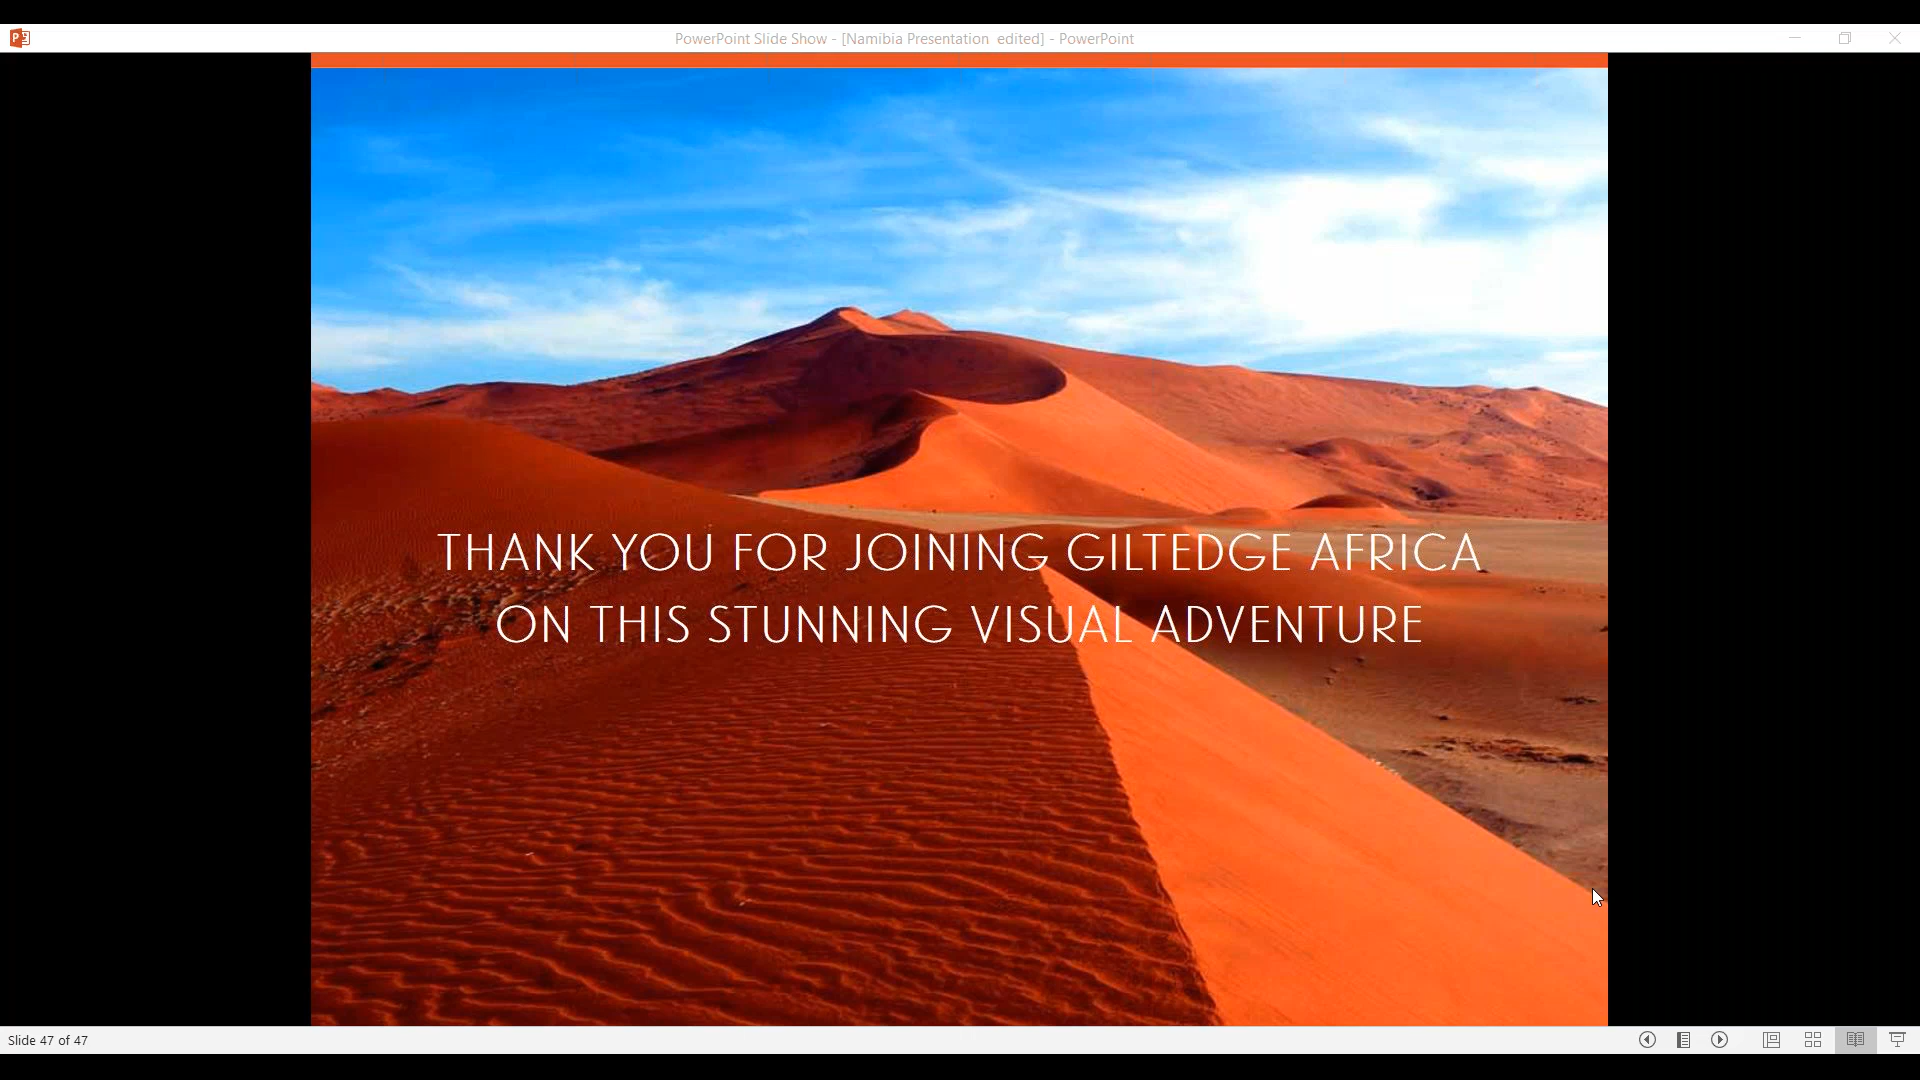 PowerPoint Slide Show - [Namibia Presentation  edited] - PowerPoint
THANK YOU FOR JOINING GILTEDGE AFRICA
ON THIS STUNNING VISUAL ADVENTURE
Slide 47 of 47